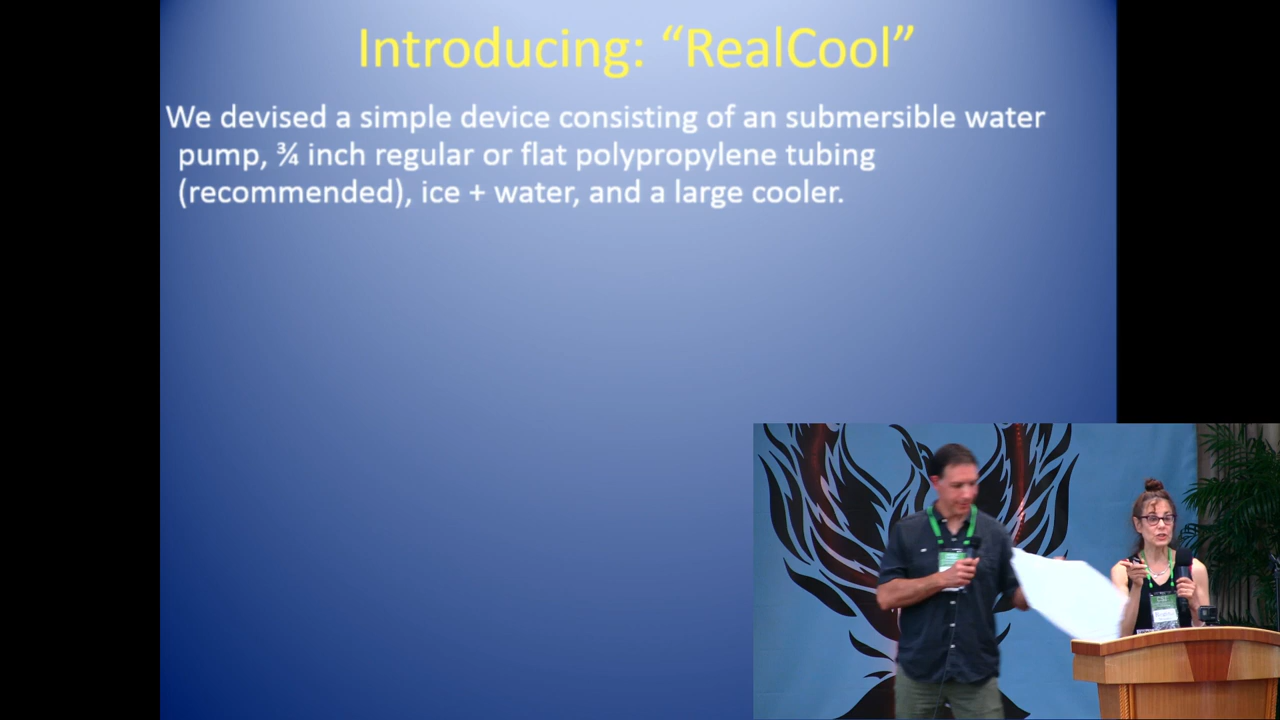 Introducing: “RealCool”
We devised a simple device consisting of an submersible water
pump, ¾ inch regular or flat polypropylene tubing
(recommended), ice + water, and a large cooler.